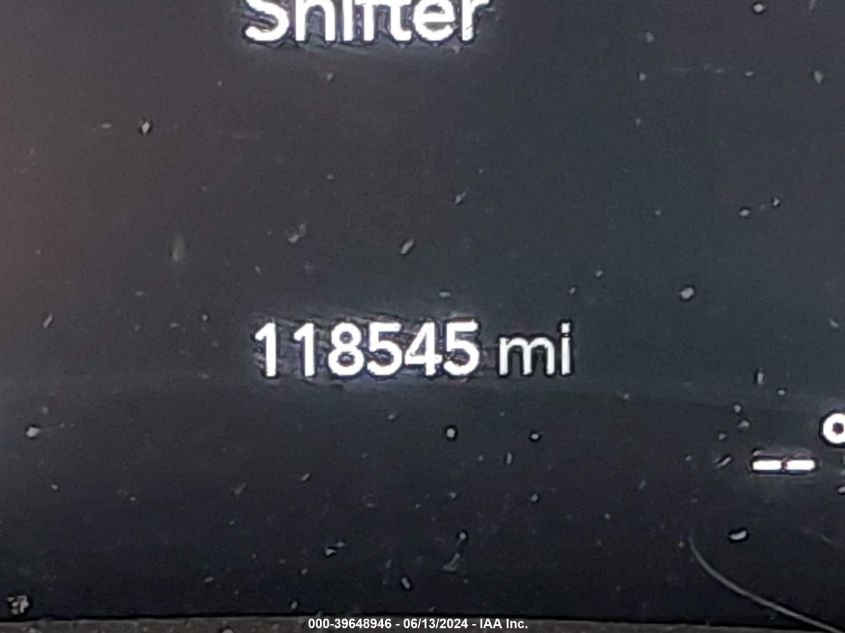 Shifter
118545 mi
--°
000-39648946 - 06/13/2024 - IAA Inc.